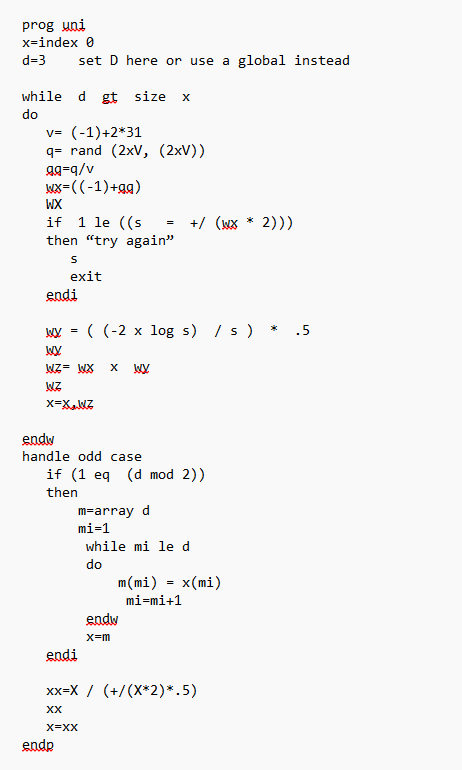 prog uni
x=index 0
d=3    set D here or use a global instead
while  d  gt  size  x
do
v= (-1)+2*31
q= rand (2xV, (2xV))
qq=q/v
wx=((-1)+qq)
WX
if  1 le ((s   =  +/ (wx * 2)))
then “try again”
s
exit
endi
wy = ( (-2 x log s)  / s )  *  .5
wy
wz= wx  x  wy
wz
x=x,wz
endw
handle odd case
if (1 eq  (d mod 2))
then
m=array d
mi=1
while mi le d
do
m(mi) = x(mi)
mi=mi+1
endw
x=m
endi
xx=X / (+/(X*2)*.5)
xx
x=xx
endp